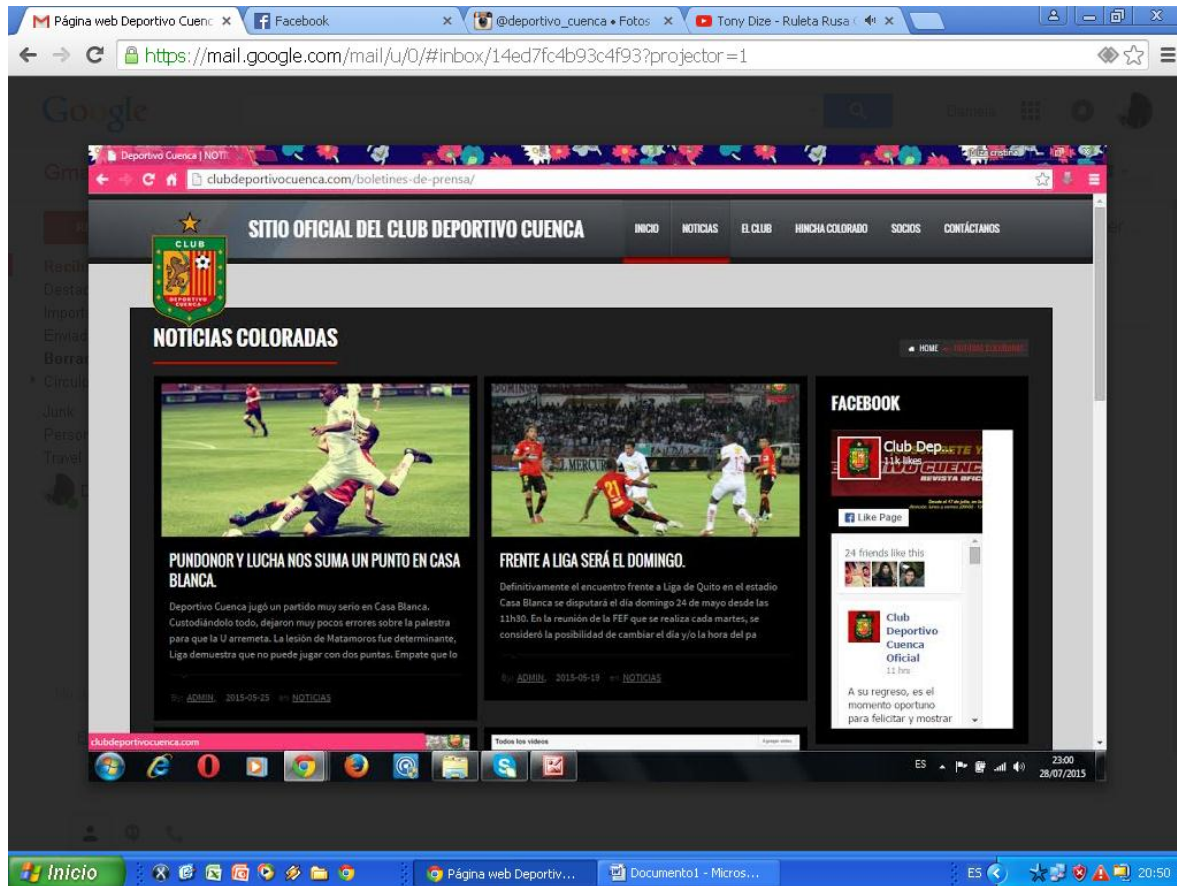 Página web Deportivo Cuenc
Facebook
@deportivo_cuenca • Fotos
Tony Dize - Ruleta Rusa (
https://mail.google.com/mail/u/0/#inbox/14ed7fc4b93c4f93?projector=1
Google
Daniela
Deportivo Cuenca | NOTI
clubdeportivocuenca.com/boletines-de-prensa/
SITIO OFICIAL DEL CLUB DEPORTIVO CUENCA
INICIO NOTICIAS EL CLUB HINCHA COLORADO SOCIOS CONTÁCTANOS
CLUB
DEPORTIVO
CUENCA
NOTICIAS COLORADAS
HOME
PUNDONOR Y LUCHA NOS SUMA UN PUNTO EN CASA
BLANCA.
Deportivo Cuenca jugó un partido muy serio en Casa Blanca.
Custodiándolo todo, dejaron muy pocos errores sobre la palestra
para que la U arremeta. La lesión de Matamoros fue determinante,
Liga demuestra que no puede jugar con dos puntas. Empate que lo
By: ADMIN, 2015-05-25 en NOTICIAS
EL MERCURIO
21
FRENTE A LIGA SERÁ EL DOMINGO.
Definitivamente el encuentro frente a Liga de Quito en el estadio
Casa Blanca se disputará el día domingo 24 de mayo desde las
11h30. En la reunión de la FEF que se realiza cada martes, se
consideró la posibilidad de cambiar el día y/o la hora del pa
By: ADMIN, 2015-05-19 en NOTICIAS
Todos los videos
FACEBOOK
Club Dep...
11k likes
CUENCA
Like Page
24 friends like this
Club
Deportivo
Cuenca
Oficial
11 hrs
A su regreso, es el
momento oportuno
para felicitar y mostrar
clubdeportivocuenca.com
ES
23:00
28/07/2015
Junk
Travel
Inicio
Página web Deportiv...
Documento1 - Micros...
ES
20:50